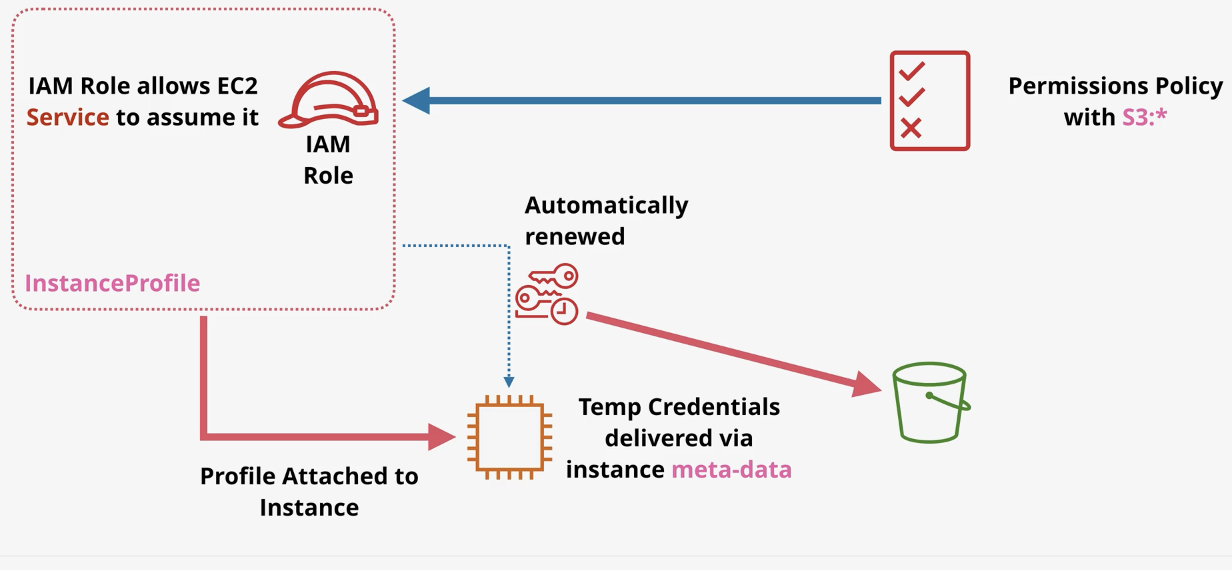 IAM Role allows EC2
Service to assume it
IAM
Role
Permissions Policy
with S3:*
Automatically
renewed
InstanceProfile
Temp Credentials
delivered via
instance meta-data
Profile Attached to
Instance